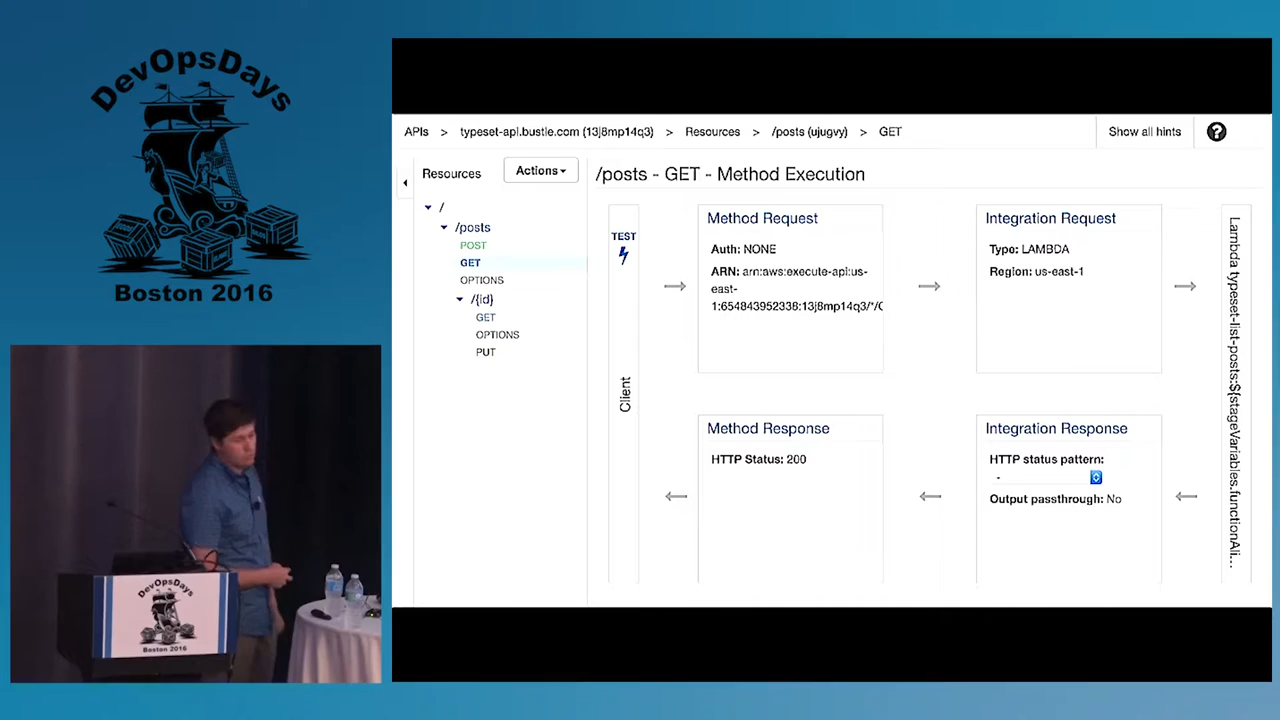 DevOpsDays
Boston 2016
APIs > typeset-api.bustle.com (13j8mp14q3) > Resources > /posts (ujugvy) > GET
Show all hints
?
Resources
Actions
/
/posts
POST
GET
OPTIONS
/{id}
GET
OPTIONS
PUT
/posts - GET - Method Execution
TEST
Client
Method Request
Auth: NONE
ARN: arn:aws:execute-api:us-
east-
1:654843952338:13j8mp14q3/*/G
Integration Request
Type: LAMBDA
Region: us-east-1
Lambda typeset-list-posts:${stageVariables.functionAli...
Method Response
HTTP Status: 200
Integration Response
HTTP status pattern:
-
Output passthrough: No
DevOpsDays
Boston 2016